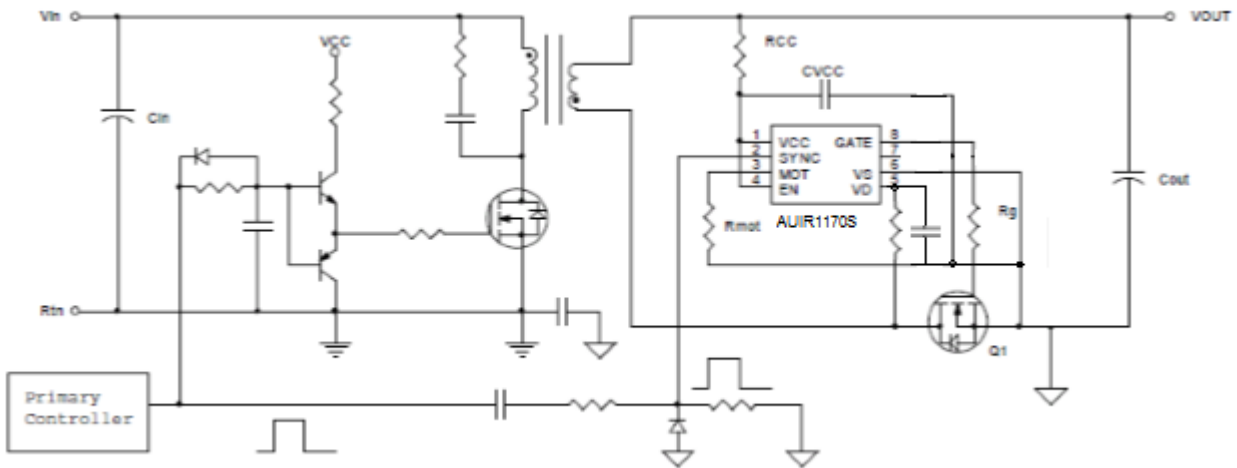 Vin
VOUT
VCC
RCC
CVCC
Cin
1 VCC GATE 8
2 SYNC 7
3 MOT VS 6
4 EN VD 5
AUIR1170S
Rmot
Rg
Cout
Rtn
Q1
Primary
Controller